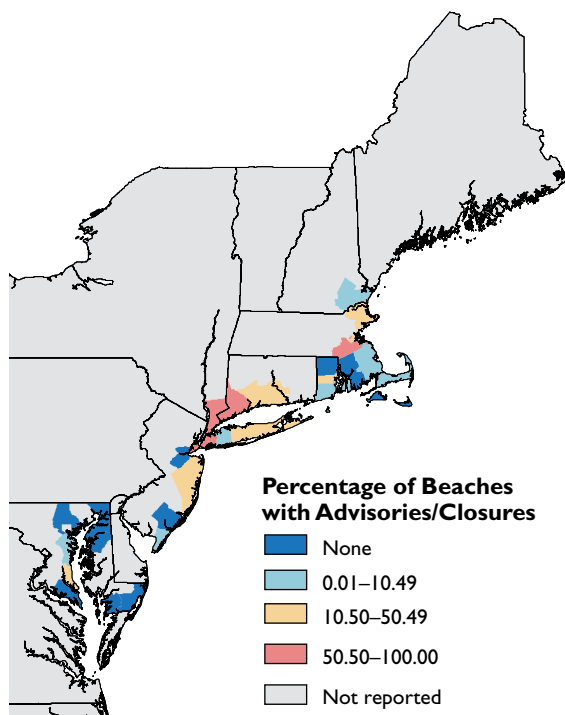 Percentage of Beaches
with Advisories/Closures
None
0.01–10.49
10.50–50.49
50.50–100.00
Not reported